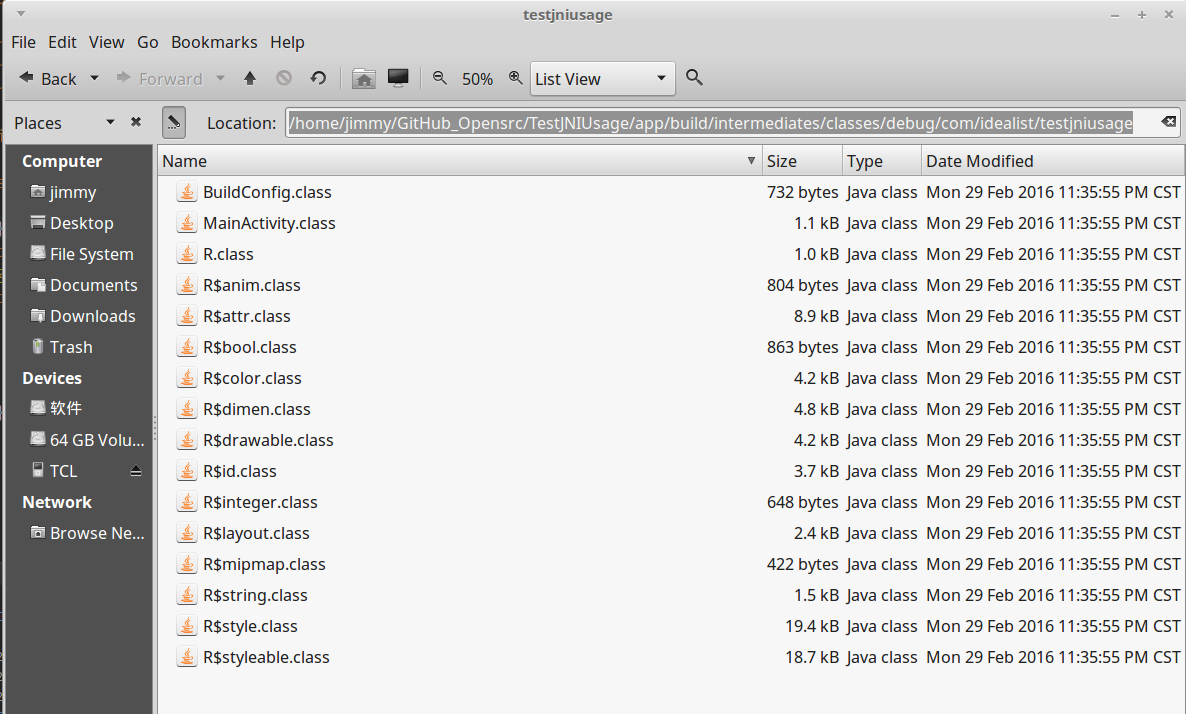 testjniusage
File Edit View Go Bookmarks Help
Back Forward 50% List View
Places Location: /home/jimmy/GitHub_Opensrc/TestJNIUsage/app/build/intermediates/classes/debug/com/idealist/testjniusage
Computer
jimmy
Desktop
File System
Documents
Downloads
Trash
Devices
软件
64 GB Volu...
TCL
Network
Browse Ne...
Name Size Type Date Modified
BuildConfig.class 732 bytes Java class Mon 29 Feb 2016 11:35:55 PM CST
MainActivity.class 1.1 kB Java class Mon 29 Feb 2016 11:35:55 PM CST
R.class 1.0 kB Java class Mon 29 Feb 2016 11:35:55 PM CST
R$anim.class 804 bytes Java class Mon 29 Feb 2016 11:35:55 PM CST
R$attr.class 8.9 kB Java class Mon 29 Feb 2016 11:35:55 PM CST
R$bool.class 863 bytes Java class Mon 29 Feb 2016 11:35:55 PM CST
R$color.class 4.2 kB Java class Mon 29 Feb 2016 11:35:55 PM CST
R$dimen.class 4.8 kB Java class Mon 29 Feb 2016 11:35:55 PM CST
R$drawable.class 4.2 kB Java class Mon 29 Feb 2016 11:35:55 PM CST
R$id.class 3.7 kB Java class Mon 29 Feb 2016 11:35:55 PM CST
R$integer.class 648 bytes Java class Mon 29 Feb 2016 11:35:55 PM CST
R$layout.class 2.4 kB Java class Mon 29 Feb 2016 11:35:55 PM CST
R$mipmap.class 422 bytes Java class Mon 29 Feb 2016 11:35:55 PM CST
R$string.class 1.5 kB Java class Mon 29 Feb 2016 11:35:55 PM CST
R$style.class 19.4 kB Java class Mon 29 Feb 2016 11:35:55 PM CST
R$styleable.class 18.7 kB Java class Mon 29 Feb 2016 11:35:55 PM CST